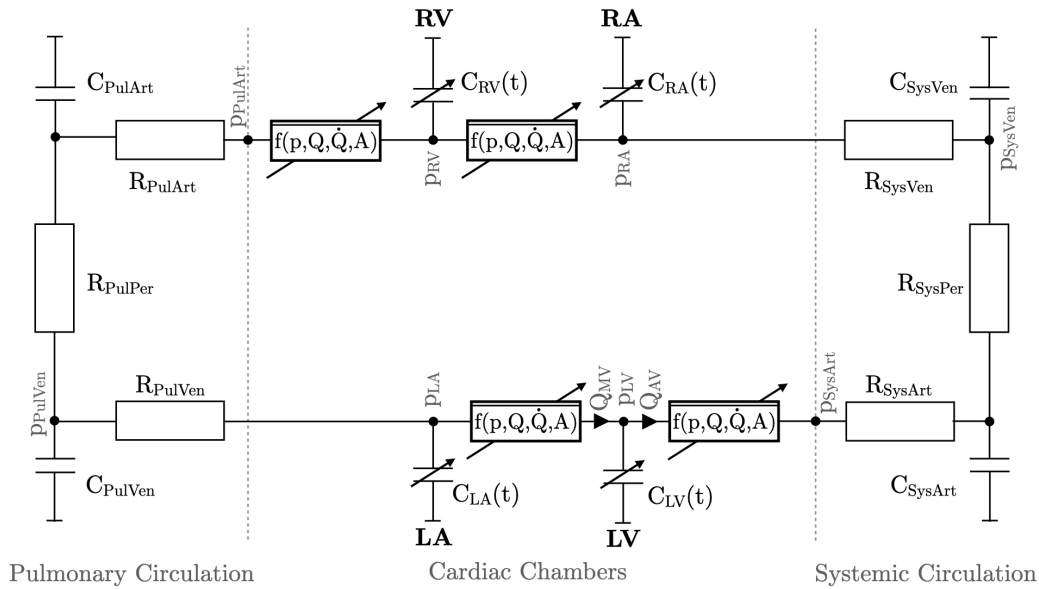 RV
RA
C_PulArt
p_PulArt
C_RV(t)
C_RA(t)
C_SysVen
p_SysVen
f(p,Q,Q̇,A)
f(p,Q,Q̇,A)
R_PulArt
p_RV
p_RA
R_SysVen
R_PulPer
R_SysPer
p_PulVen
R_PulVen
p_LA
Q_MV
p_LV
Q_AV
p_SysArt
R_SysArt
f(p,Q,Q̇,A)
f(p,Q,Q̇,A)
C_PulVen
C_LA(t)
C_LV(t)
C_SysArt
LA
LV
Pulmonary Circulation
Cardiac Chambers
Systemic Circulation